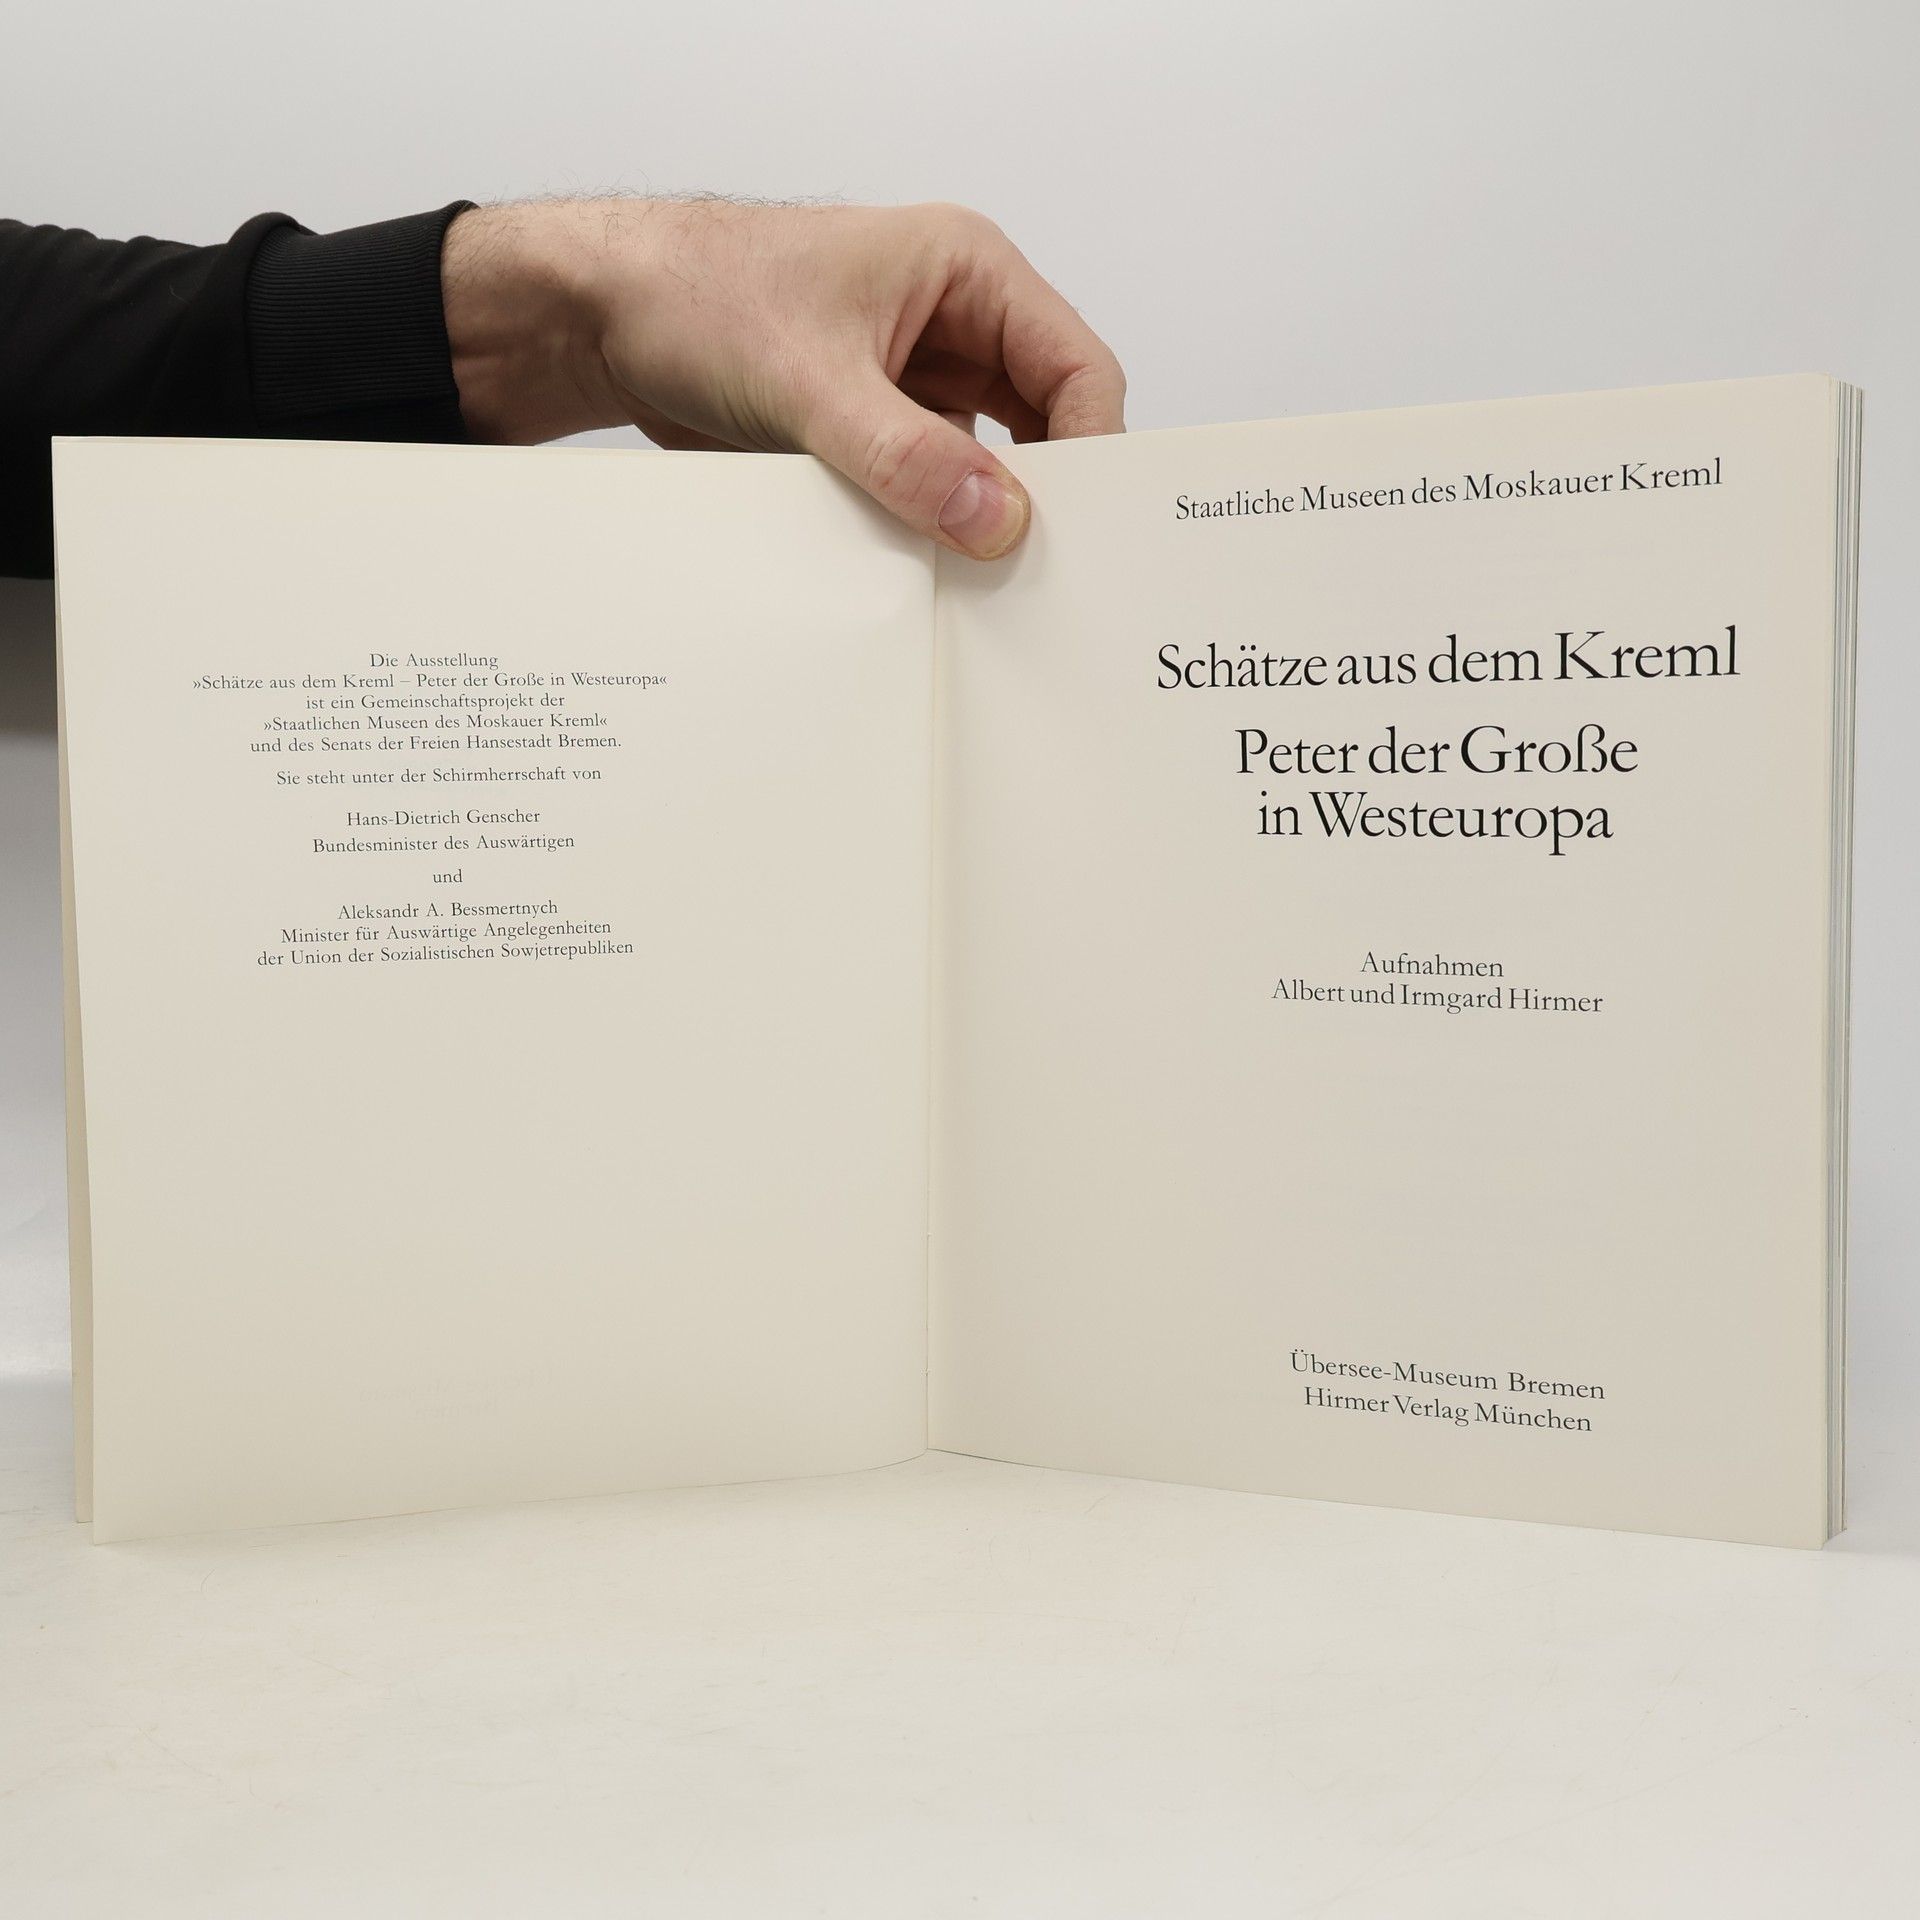 Die Ausstellung
»Schätze aus dem Kreml – Peter der Große in Westeuropa«
ist ein Gemeinschaftsprojekt der
»Staatlichen Museen des Moskauer Kreml«
und des Senats der Freien Hansestadt Bremen.
Sie steht unter der Schirmherrschaft von
Hans-Dietrich Genscher
Bundesminister des Auswärtigen
und
Aleksandr A. Bessmertnych
Minister für Auswärtige Angelegenheiten
der Union der Sozialistischen Sowjetrepubliken
Staatliche Museen des Moskauer Kreml
Schätze aus dem Kreml
Peter der Große
in Westeuropa
Aufnahmen
Albert und Irmgard Hirmer
Übersee-Museum Bremen
Hirmer Verlag München